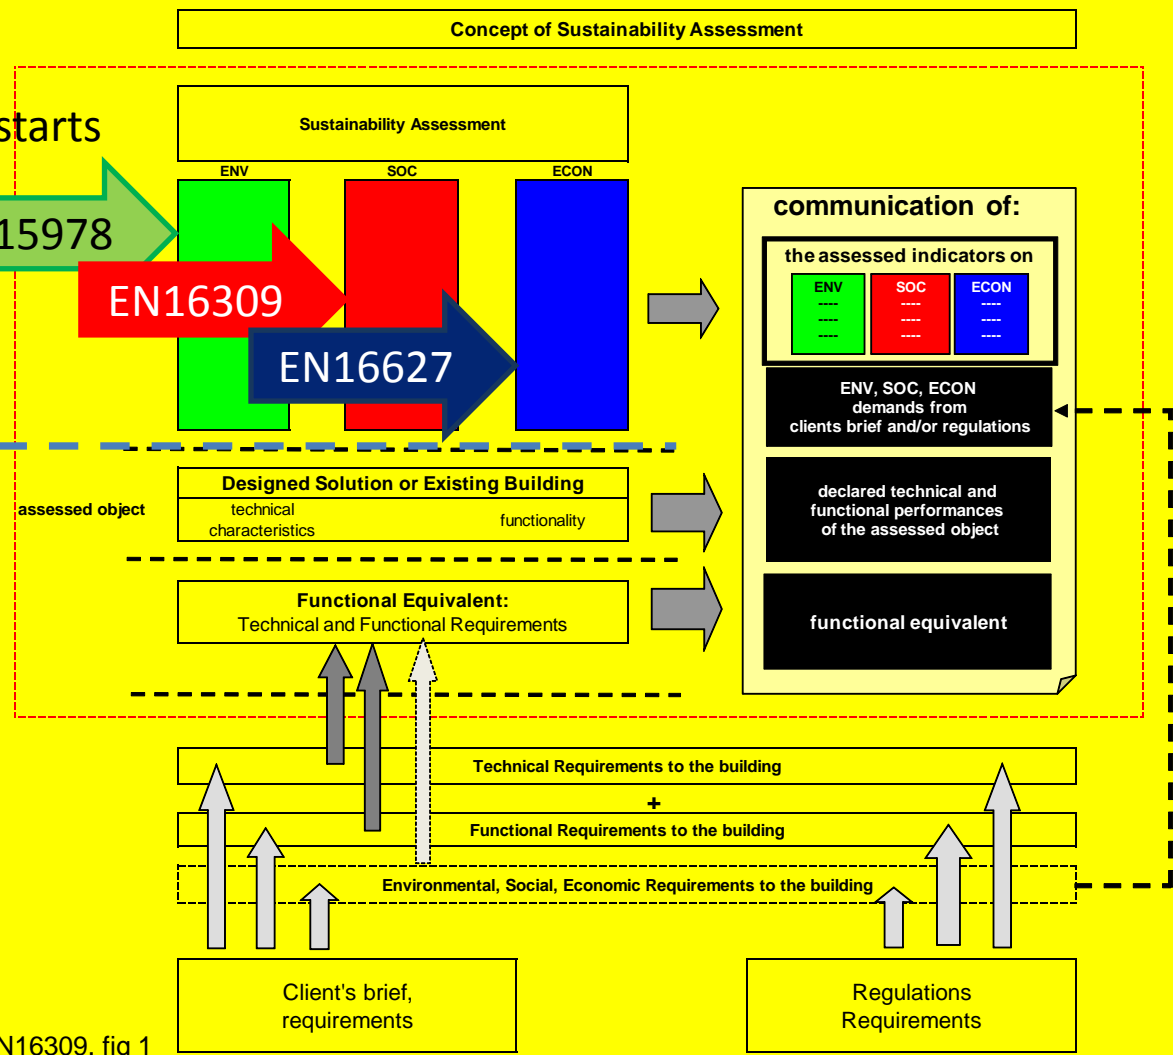 Concept of Sustainability Assessment
starts
Sustainability Assessment
ENV SOC ECON
15978
EN16309
EN16627
communication of:
the assessed indicators on
ENV SOC ECON
---- ---- ----
---- ---- ----
---- ---- ----
ENV, SOC, ECON
demands from
clients brief and/or regulations
assessed object
Designed Solution or Existing Building
technical
characteristics
functionality
declared technical and
functional performances
of the assessed object
Functional Equivalent:
Technical and Functional Requirements
functional equivalent
Technical Requirements to the building
+
Functional Requirements to the building
Environmental, Social, Economic Requirements to the building
Client's brief,
requirements
Regulations
Requirements
N16309, fig 1